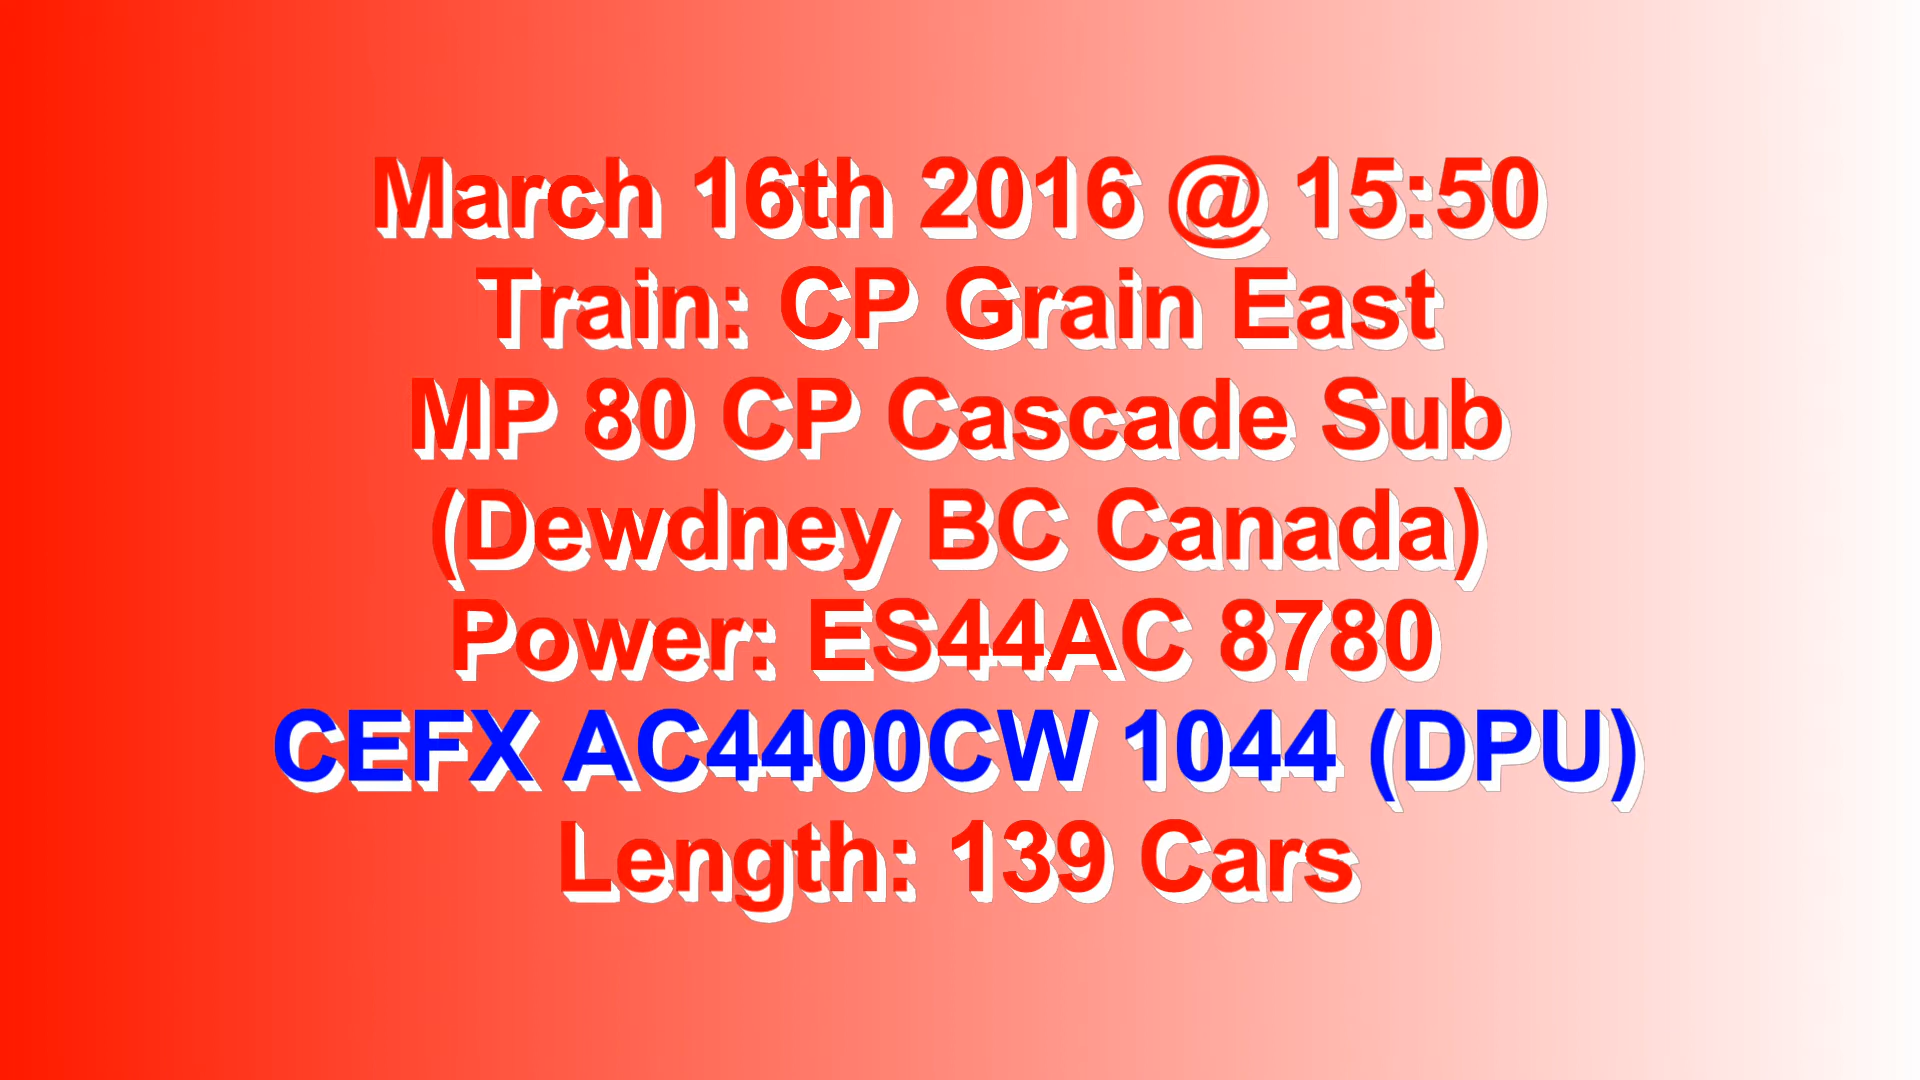 March 16th 2016 @ 15:50
Train: CP Grain East
MP 80 CP Cascade Sub
(Dewdney BC Canada)
Power: ES44AC 8780
CEFX AC4400CW 1044 (DPU)
Length: 139 Cars